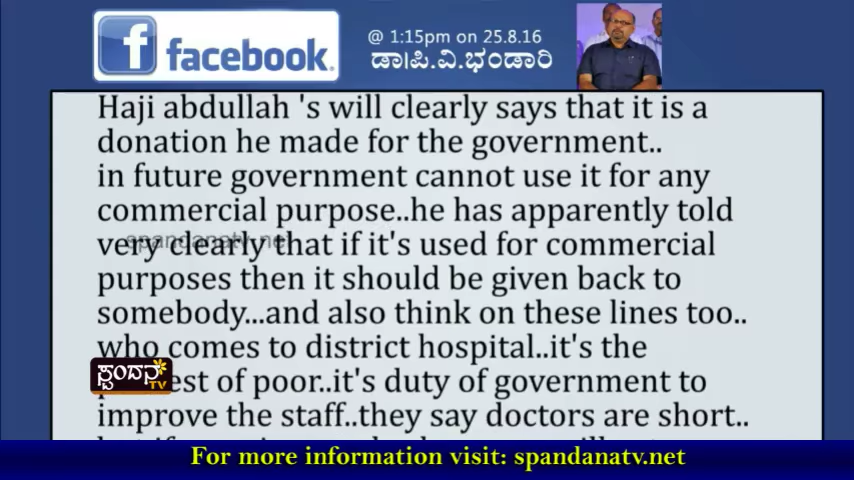 facebook.
@ 1:15pm on 25.8.16
ಡಾ|ಪಿ.ವಿ.ಭಂಡಾರಿ
Haji abdullah 's will clearly says that it is a
donation he made for the government..
in future government cannot use it for any
commercial purpose..he has apparently told
very clearly that if it's used for commercial
spandanatv.net
purposes then it should be given back to
somebody...and also think on these lines too..
who comes to district hospital..it's the
of poor..it's duty of government to
ಸ್ಪಂದನ
TV
improve the staff..they say doctors are short..
For more information visit: spandanatv.net